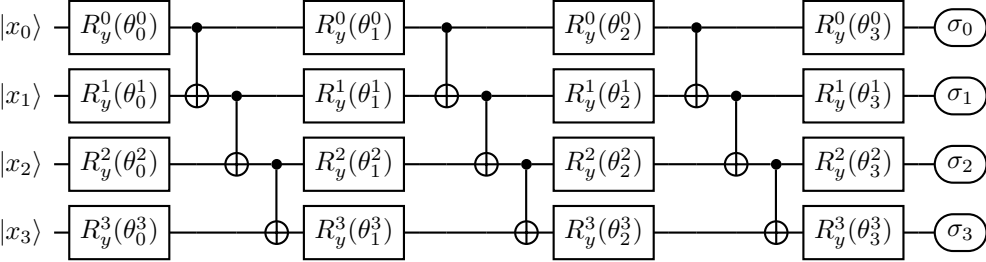 |x₀⟩ R_y^0(θ_0^0) R_y^0(θ_1^0) R_y^0(θ_2^0) R_y^0(θ_3^0) σ₀
|x₁⟩ R_y^1(θ_0^1) R_y^1(θ_1^1) R_y^1(θ_2^1) R_y^1(θ_3^1) σ₁
|x₂⟩ R_y^2(θ_0^2) R_y^2(θ_1^2) R_y^2(θ_2^2) R_y^2(θ_3^2) σ₂
|x₃⟩ R_y^3(θ_0^3) R_y^3(θ_1^3) R_y^3(θ_2^3) R_y^3(θ_3^3) σ₃